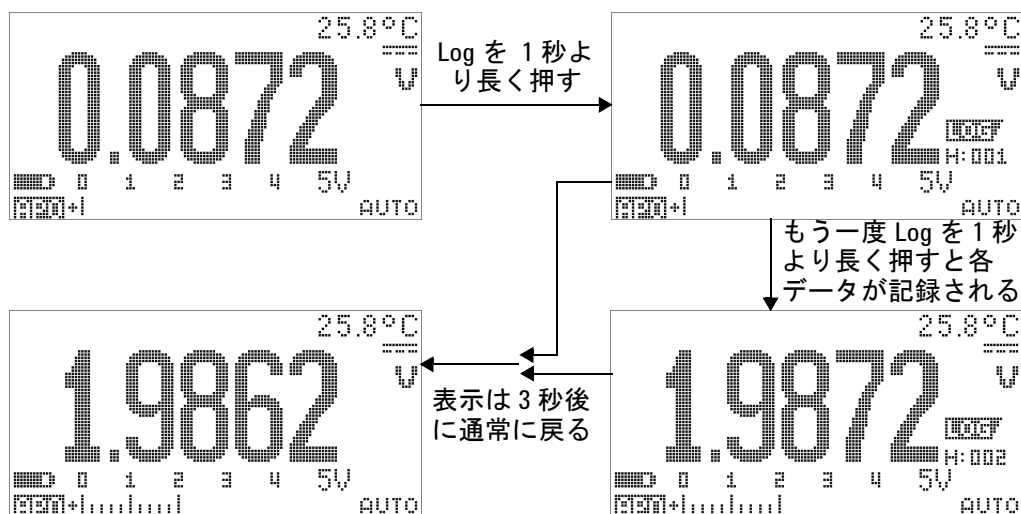 25.8°C
0.0872
V
0 1 2 3 4 5V
APO
AUTO
Log を 1 秒よ
り長く押す
25.8°C
0.0872
V
LOG
H:001
0 1 2 3 4 5V
APO
AUTO
もう一度 Log を 1 秒
より長く押すと各
データが記録される
25.8°C
1.9872
V
LOG
H:002
0 1 2 3 4 5V
APO
AUTO
表示は 3 秒後
に通常に戻る
25.8°C
1.9862
V
0 1 2 3 4 5V
APO
AUTO